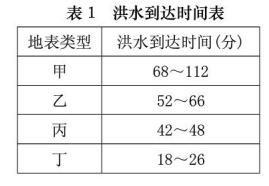 表1 洪水到达时间表
地表类型 洪水到达时间(分)
甲 68～112
乙 52～66
丙 42～48
丁 18～26